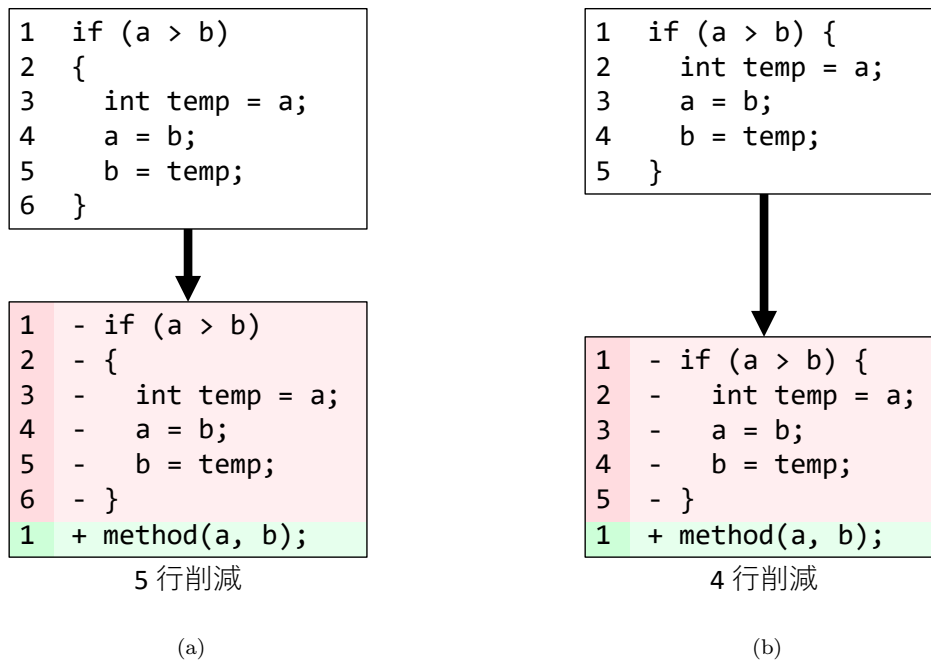 1 if (a > b)
2 {
3   int temp = a;
4   a = b;
5   b = temp;
6 }
1 - if (a > b)
2 - {
3 -   int temp = a;
4 -   a = b;
5 -   b = temp;
6 - }
1 + method(a, b);
5 行削減
(a)
1 if (a > b) {
2   int temp = a;
3   a = b;
4   b = temp;
5 }
1 - if (a > b) {
2 -   int temp = a;
3 -   a = b;
4 -   b = temp;
5 - }
1 + method(a, b);
4 行削減
(b)